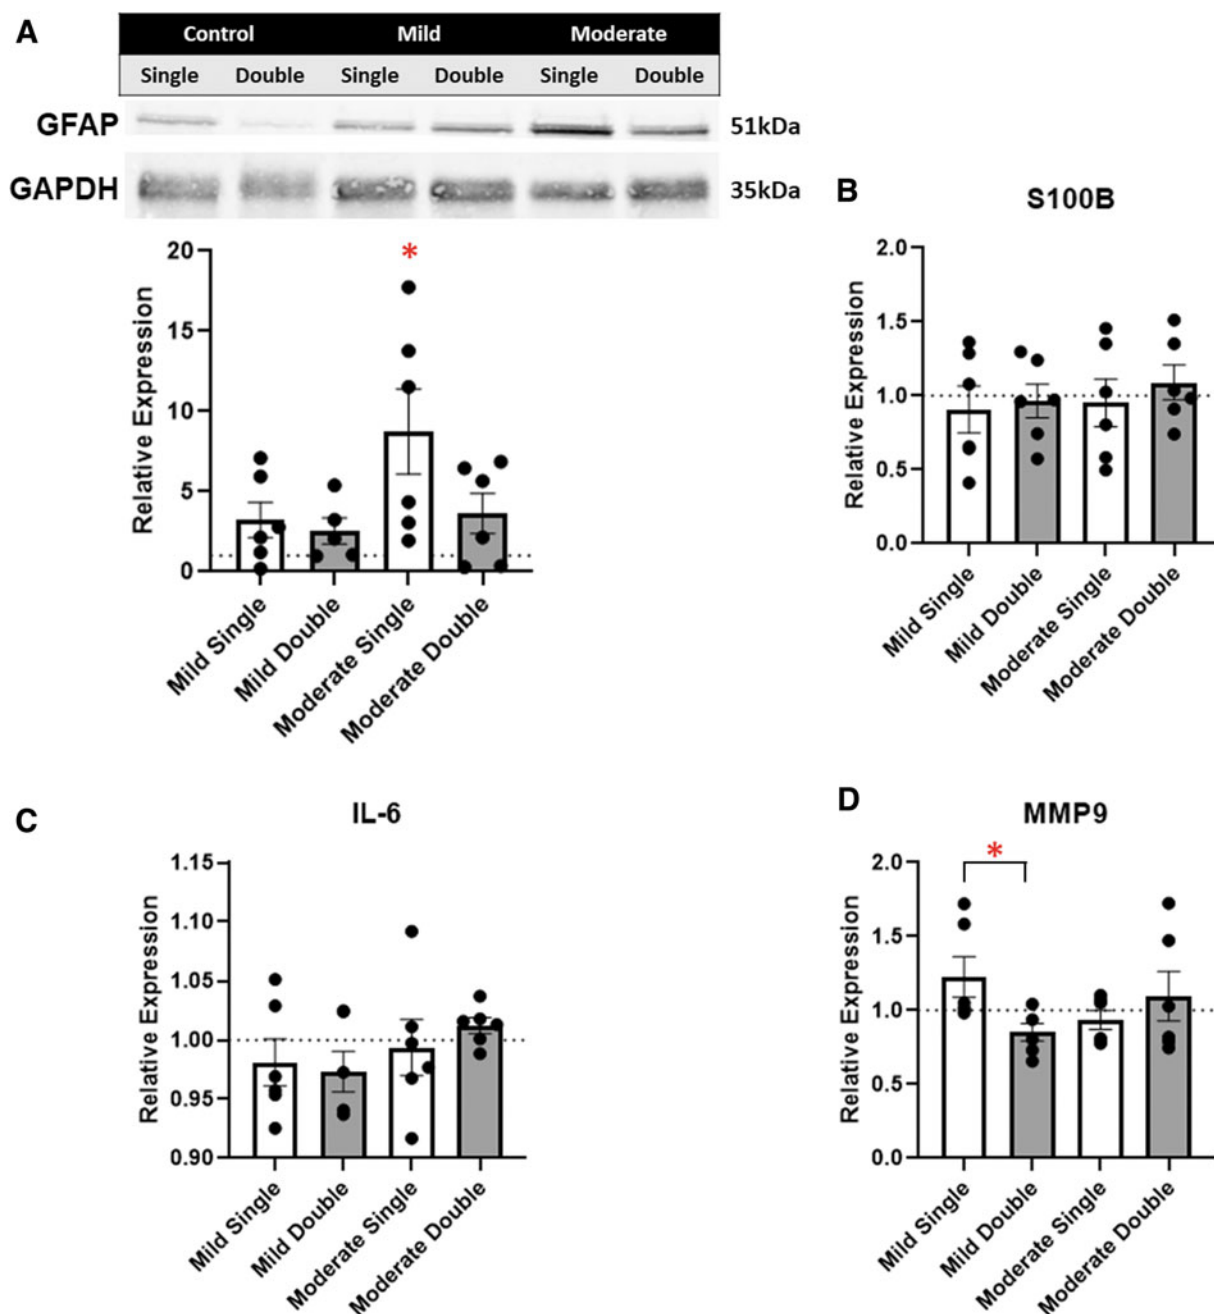 A
Control Mild Moderate
Single Double Single Double Single Double
GFAP 51kDa
GAPDH 35kDa
Relative Expression
20
15
10
5
0
*
Mild Single
Mild Double
Moderate Single
Moderate Double
B
S100B
Relative Expression
2.0
1.5
1.0
0.5
0.0
Mild Single
Mild Double
Moderate Single
Moderate Double
C
IL-6
Relative Expression
1.15
1.10
1.05
1.00
0.95
0.90
Mild Single
Mild Double
Moderate Single
Moderate Double
D
MMP9
Relative Expression
2.0
1.5
1.0
0.5
0.0
*
Mild Single
Mild Double
Moderate Single
Moderate Double